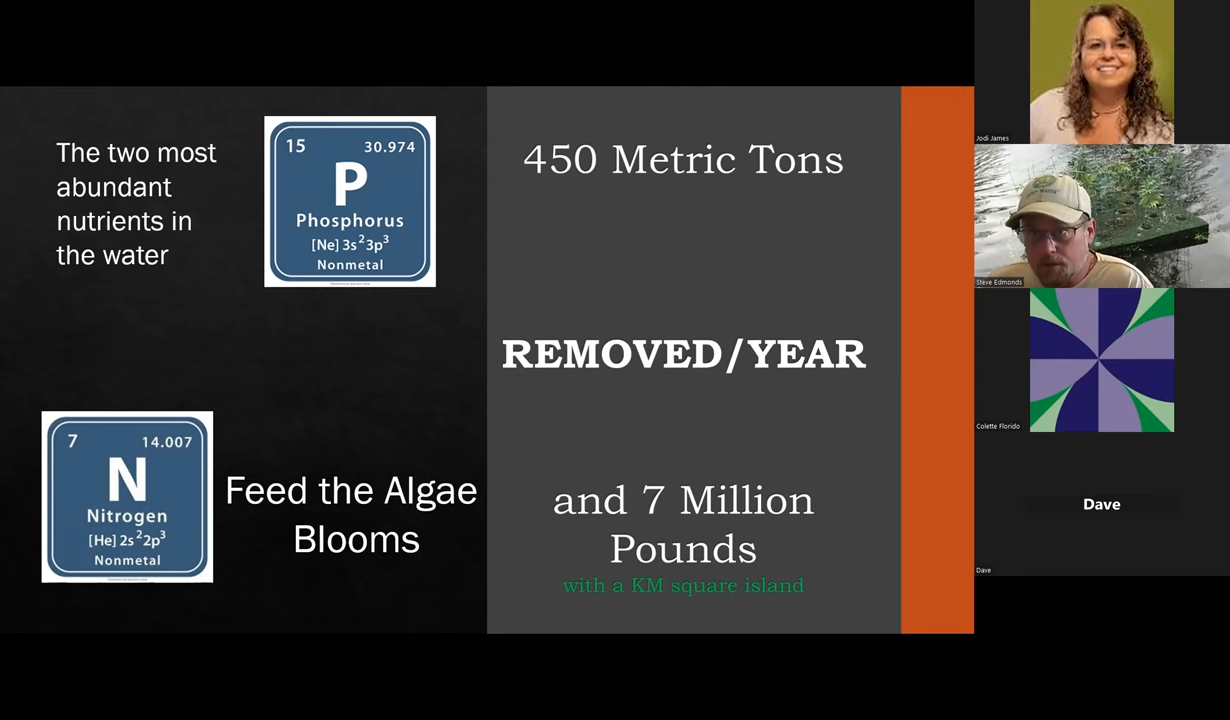 The two most
abundant
nutrients in
the water
15 30.974
P
Phosphorus
[Ne] 3s²3p³
Nonmetal
7 14.007
N
Nitrogen
[He] 2s²2p³
Nonmetal
Feed the Algae
Blooms
450 Metric Tons
REMOVED/YEAR
and 7 Million
Pounds
with a KM square island
Jodi James
Steve Edmonds
Colette Florido
Dave
Dave